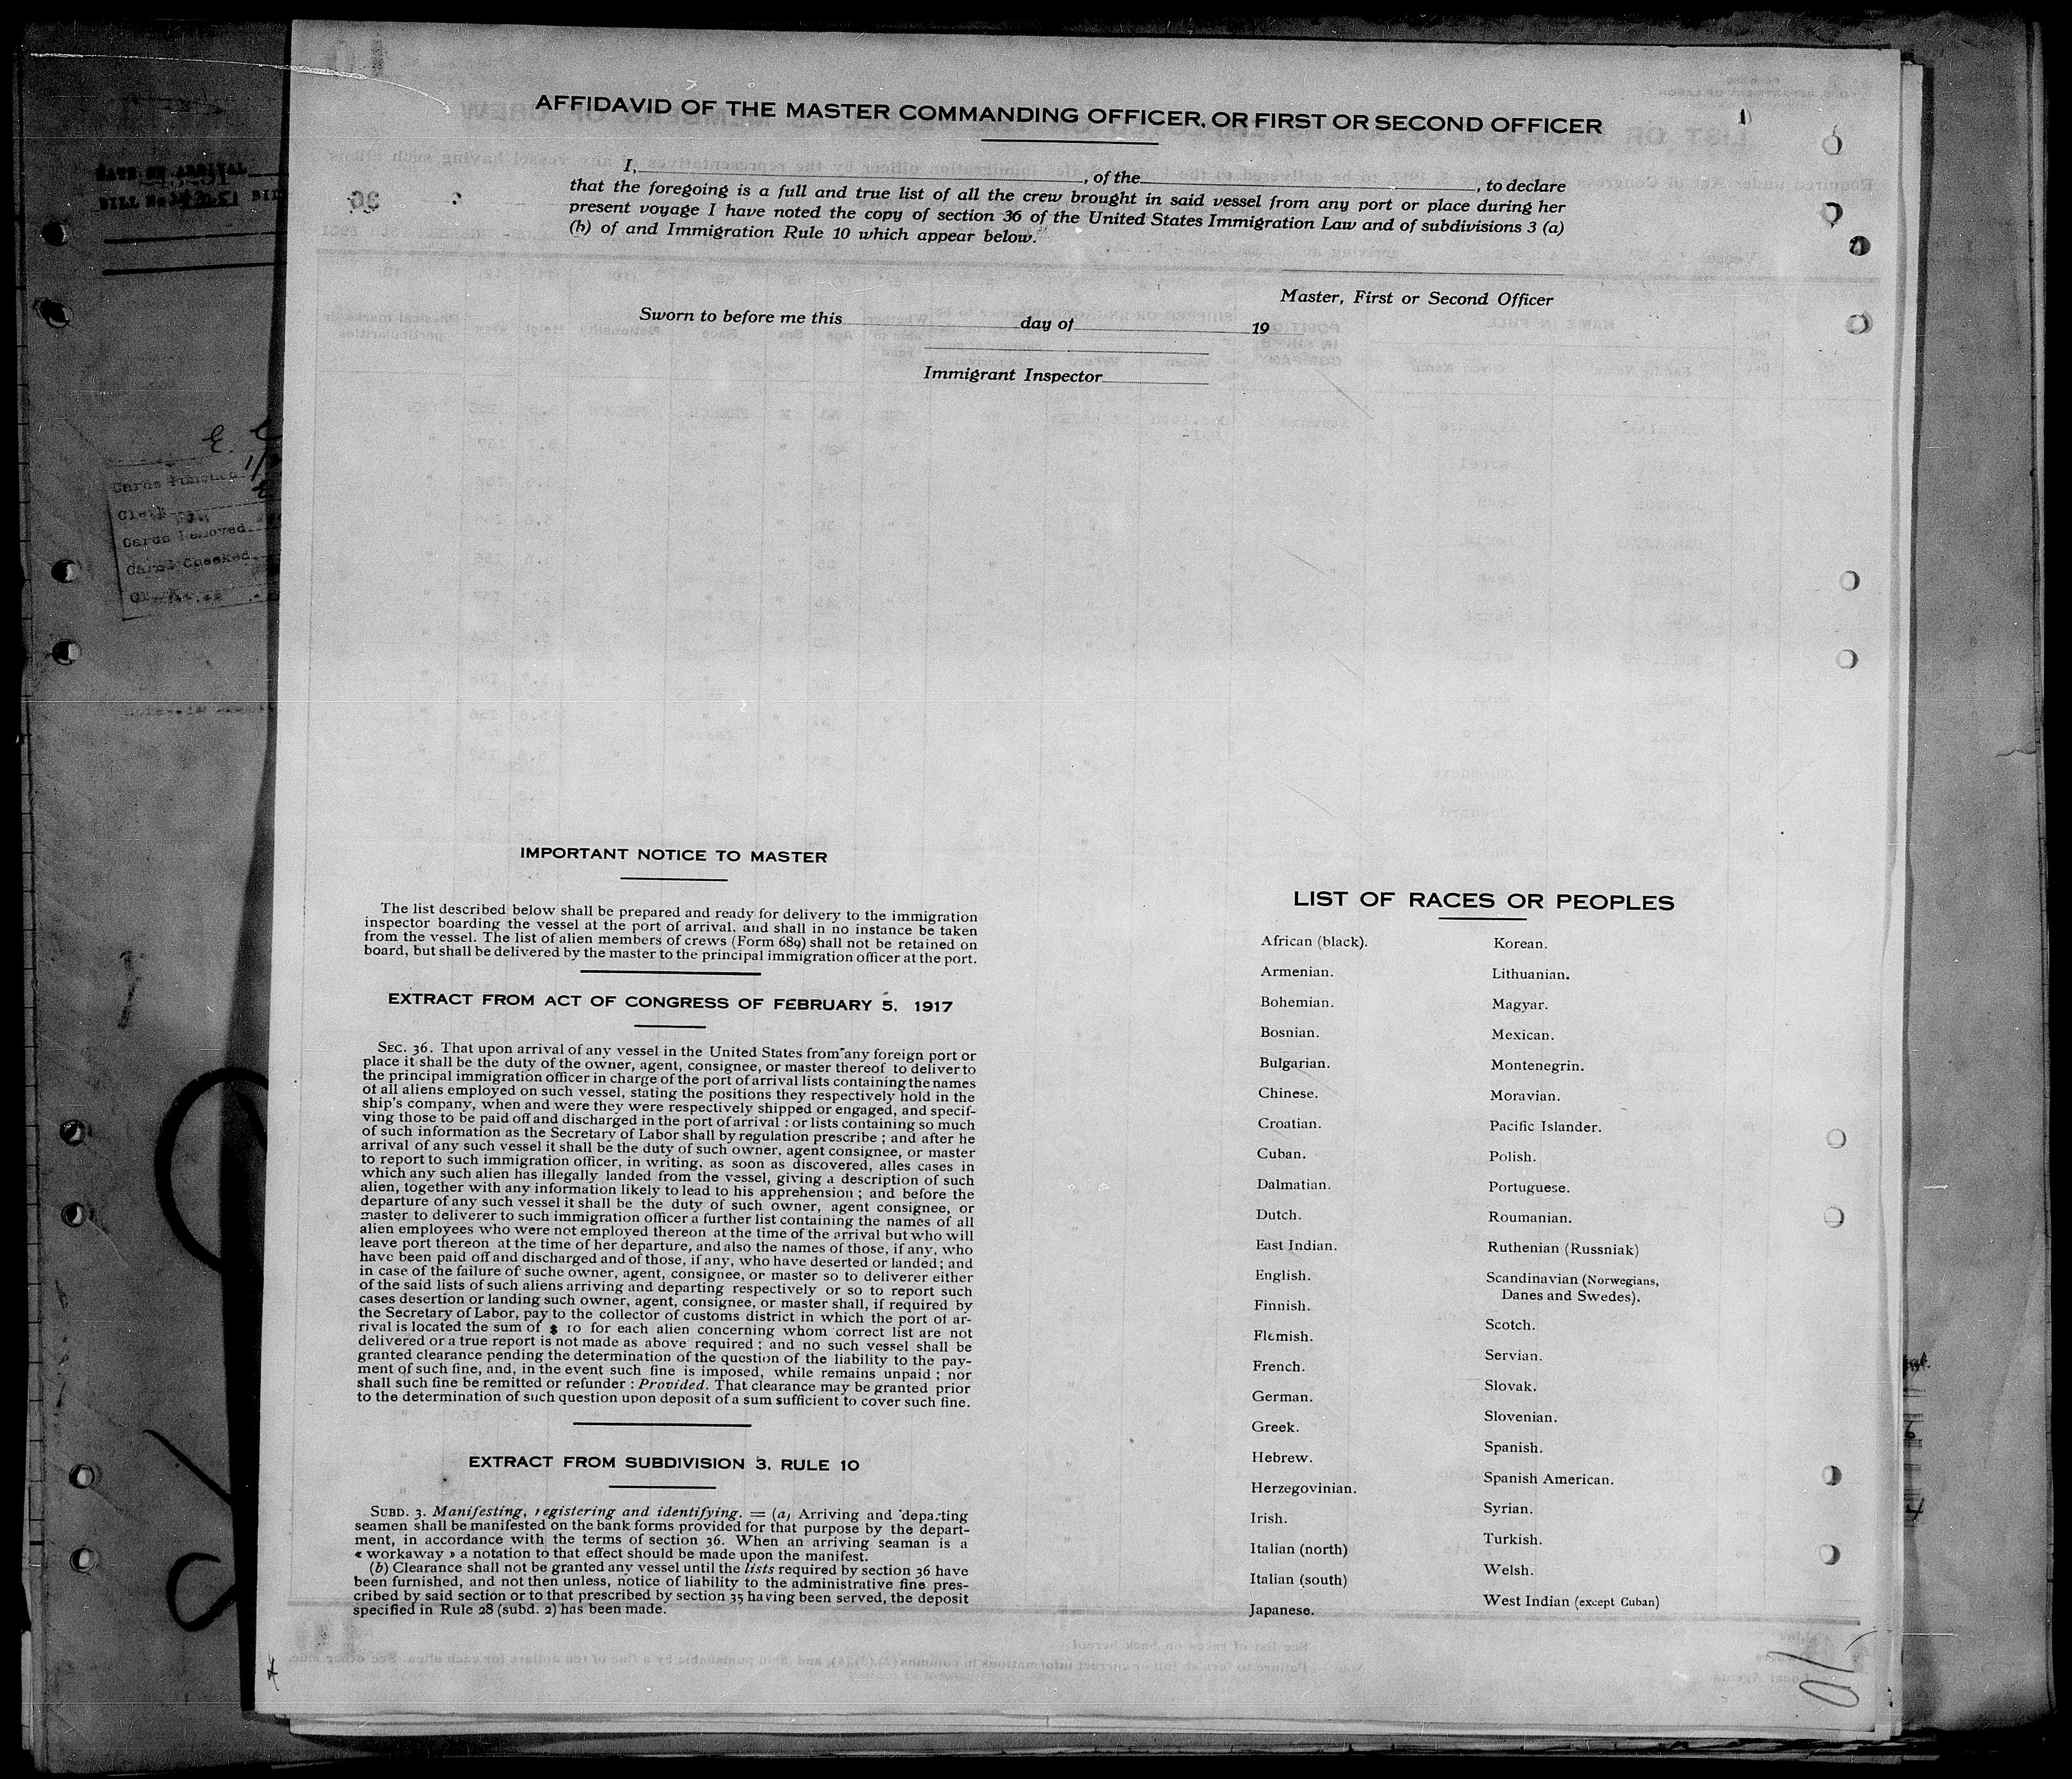 AFFIDAVID OF THE MASTER COMMANDING OFFICER, OR FIRST OR SECOND OFFICER
I, , of the , to declare
that the foregoing is a full and true list of all the crew brought in said vessel from any port or place during her
present voyage I have noted the copy of section 36 of the United States Immigration Law and of subdivisions 3 (a)
(h) of and Immigration Rule 10 which appear below.
Master, First or Second Officer
Sworn to before me this day of 19
Immigrant Inspector
Cards Punched
Clerk
Cards Removed
Cards Checked
IMPORTANT NOTICE TO MASTER
The list described below shall be prepared and ready for delivery to the immigration
inspector boarding the vessel at the port of arrival, and shall in no instance be taken
from the vessel. The list of alien members of crews (Form 689) shall not be retained on
board, but shall be delivered by the master to the principal immigration officer at the port.
EXTRACT FROM ACT OF CONGRESS OF FEBRUARY 5, 1917
SEC. 36. That upon arrival of any vessel in the United States from any foreign port or
place it shall be the duty of the owner, agent, consignee, or master thereof to deliver to
the principal immigration officer in charge of the port of arrival lists containing the names
of all aliens employed on such vessel, stating the positions they respectively hold in the
ship's company, when and were they were respectively shipped or engaged, and specif-
ving those to be paid off and discharged in the port of arrival : or lists containing so much
of such information as the Secretary of Labor shall by regulation prescribe ; and after he
arrival of any such vessel it shall be the duty of such owner, agent consignee, or master
to report to such immigration officer, in writing, as soon as discovered, alles cases in
which any such alien has illegally landed from the vessel, giving a description of such
alien, together with any information likely to lead to his apprehension ; and before the
departure of any such vessel it shall be the duty of such owner, agent consignee, or
master to deliverer to such immigration officer a further list containing the names of all
alien employees who were not employed thereon at the time of the arrival but who will
leave port thereon at the time of her departure, and also the names of those, if any, who
have been paid off and discharged and of those, if any, who have deserted or landed; and
in case of the failure of suche owner, agent, consignee, or master so to deliverer either
of the said lists of such aliens arriving and departing respectively or so to report such
cases desertion or landing such owner, agent, consignee, or master shall, if required by
the Secretary of Labor, pay to the collector of customs district in which the port of ar-
rival is located the sum of $ 10 for each alien concerning whom correct list are not
delivered or a true report is not made as above required ; and no such vessel shall be
granted clearance pending the determination of the question of the liability to the pay-
ment of such fine, and, in the event such fine is imposed, while remains unpaid ; nor
shall such fine be remitted or refunder : Provided. That clearance may be granted prior
to the determination of such question upon deposit of a sum sufficient to cover such fine.
EXTRACT FROM SUBDIVISION 3, RULE 10
SUBD. 3. Manifesting, registering and identifying. = (a) Arriving and departing
seamen shall be manifested on the bank forms provided for that purpose by the depart-
ment, in accordance with the terms of section 36. When an arriving seaman is a
« workaway » a notation to that effect should be made upon the manifest.
(b) Clearance shall not be granted any vessel until the lists required by section 36 have
been furnished, and not then unless, notice of liability to the administrative fine pres-
cribed by said section or to that prescribed by section 35 having been served, the deposit
specified in Rule 28 (subd. 2) has been made.
LIST OF RACES OR PEOPLES
African (black).
Armenian.
Bohemian.
Bosnian.
Bulgarian.
Chinese.
Croatian.
Cuban.
Dalmatian.
Dutch.
East Indian.
English.
Finnish.
Flemish.
French.
German.
Greek.
Hebrew.
Herzegovinian.
Irish.
Italian (north)
Italian (south)
Japanese.
Korean.
Lithuanian.
Magyar.
Mexican.
Montenegrin.
Moravian.
Pacific Islander.
Polish.
Portuguese.
Roumanian.
Ruthenian (Russniak)
Scandinavian (Norwegians,
Danes and Swedes).
Scotch.
Servian.
Slovak.
Slovenian.
Spanish.
Spanish American.
Syrian.
Turkish.
Welsh.
West Indian (except Cuban)
10